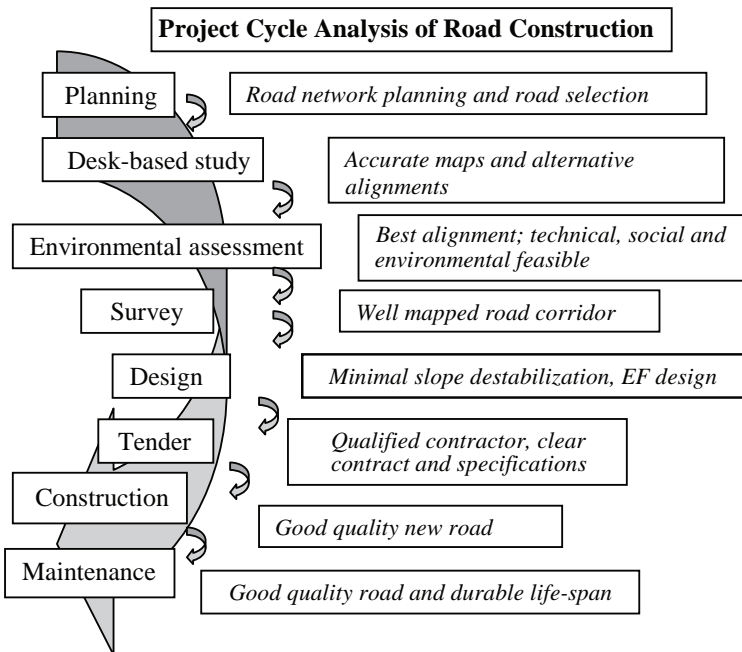 Project Cycle Analysis of Road Construction
Planning
Road network planning and road selection
Desk-based study
Accurate maps and alternative
alignments
Environmental assessment
Best alignment; technical, social and
environmental feasible
Survey
Well mapped road corridor
Design
Minimal slope destabilization, EF design
Tender
Qualified contractor, clear
contract and specifications
Construction
Good quality new road
Maintenance
Good quality road and durable life-span